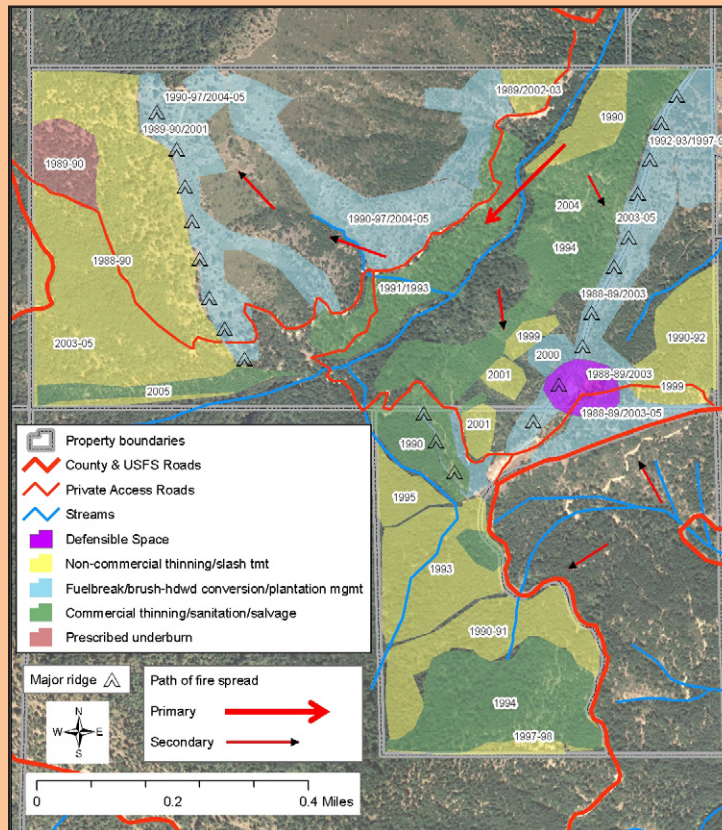 1990-97/2004-05
1989/2002-03
1990
1989-90/2001
1992-93/1997-9
1989-90
2004
2003-05
1990-97/2004-05
1994
1988-90
1991/1993
1988-89/2003
2003-05
1999
1990-92
2000
2001
1988-89/2003
2005
1999
1988-89/2003-05
2001
1990
1995
1993
1990-91
1994
1997-98
Property boundaries
County & USFS Roads
Private Access Roads
Streams
Defensible Space
Non-commercial thinning/slash tmt
Fuelbreak/brush-hdwd conversion/plantation mgmt
Commercial thinning/sanitation/salvage
Prescribed underburn
Major ridge
Path of fire spread
Primary
Secondary
N
W E
S
0 0.2 0.4 Miles